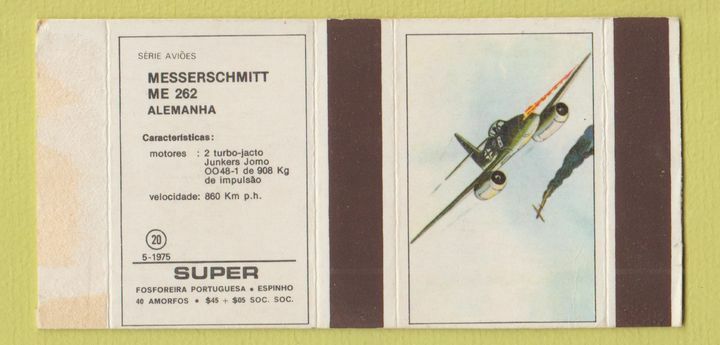 SÉRIE AVIÕES
MESSERSCHMITT
ME 262
ALEMANHA
Características:
motores : 2 turbo-jacto
Junkers Jomo
OO48-1 de 908 Kg
de impulsão
velocidade: 860 Km p.h.
20
5-1975
SUPER
FOSFOREIRA PORTUGUESA • ESPINHO
40 AMORFOS • $45 + $05 SOC. SOC.